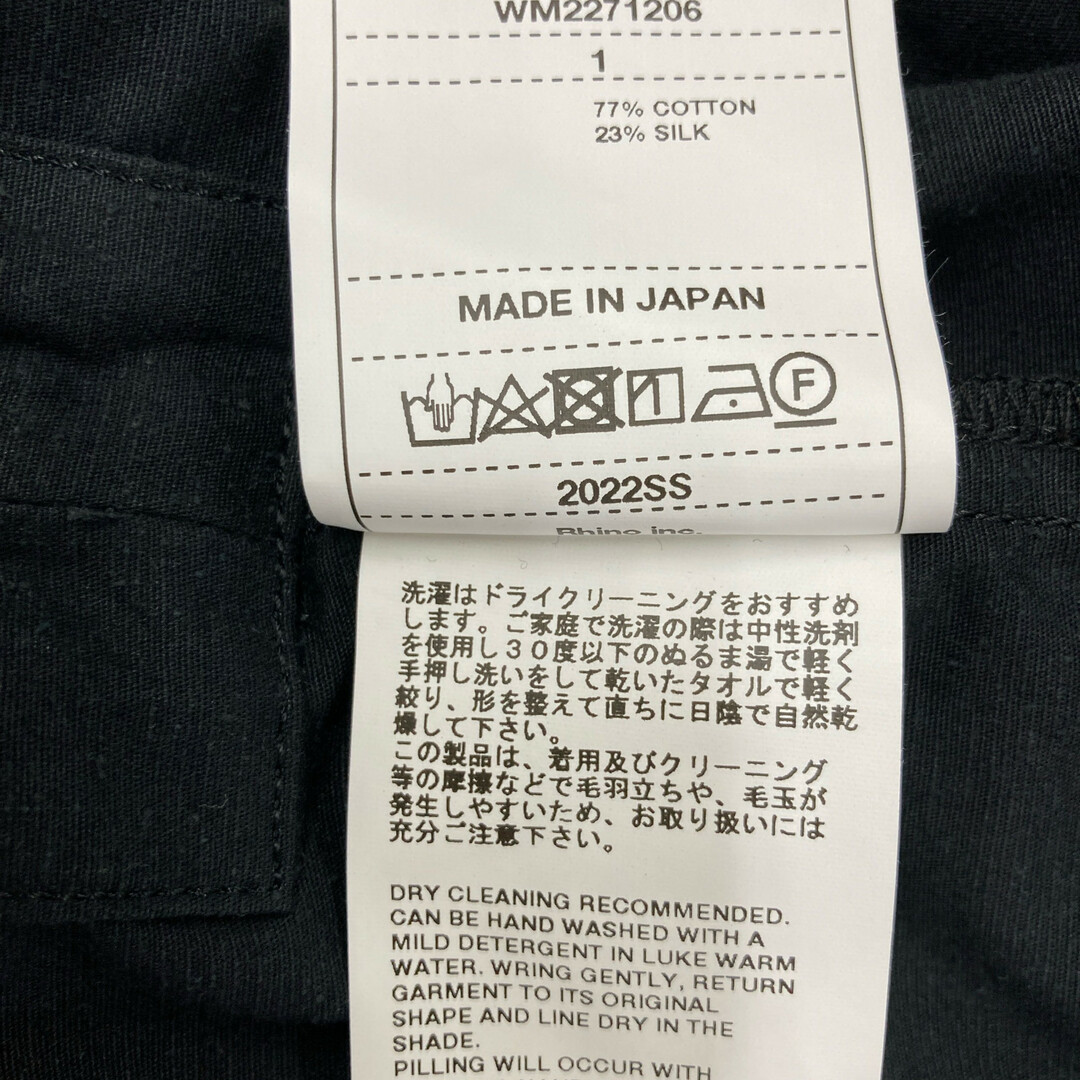 WM2271206
1
77% COTTON
23% SILK
MADE IN JAPAN
F
2022SS
Rhino inc.
洗濯はドライクリーニングをおすすめ
します。ご家庭で洗濯の際は中性洗剤
を使用し30度以下のぬるま湯で軽く
手押し洗いをして乾いたタオルで軽く
絞り、形を整えて直ちに日陰で自然乾
燥して下さい。
この製品は、着用及びクリーニング
等の摩擦などで毛羽立ちや、毛玉が
発生しやすいため、お取り扱いには
充分ご注意下さい。
DRY CLEANING RECOMMENDED.
CAN BE HAND WASHED WITH A
MILD DETERGENT IN LUKE WARM
WATER. WRING GENTLY, RETURN
GARMENT TO ITS ORIGINAL
SHAPE AND LINE DRY IN THE
SHADE.
PILLING WILL OCCUR WITH